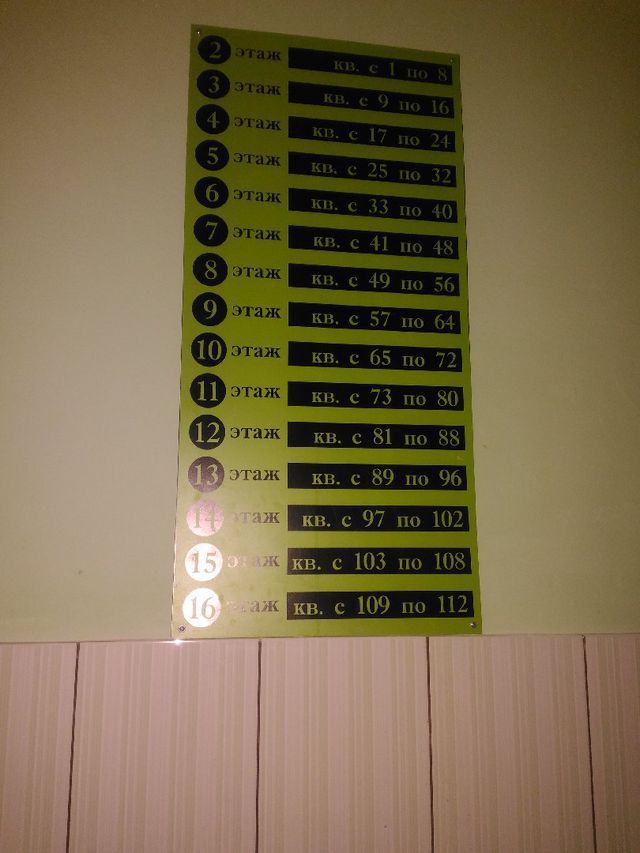 2 этаж кв. с 1 по 8
3 этаж кв. с 9 по 16
4 этаж кв. с 17 по 24
5 этаж кв. с 25 по 32
6 этаж кв. с 33 по 40
7 этаж кв. с 41 по 48
8 этаж кв. с 49 по 56
9 этаж кв. с 57 по 64
10 этаж кв. с 65 по 72
11 этаж кв. с 73 по 80
12 этаж кв. с 81 по 88
13 этаж кв. с 89 по 96
14 этаж кв. с 97 по 102
15 этаж кв. с 103 по 108
16 этаж кв. с 109 по 112